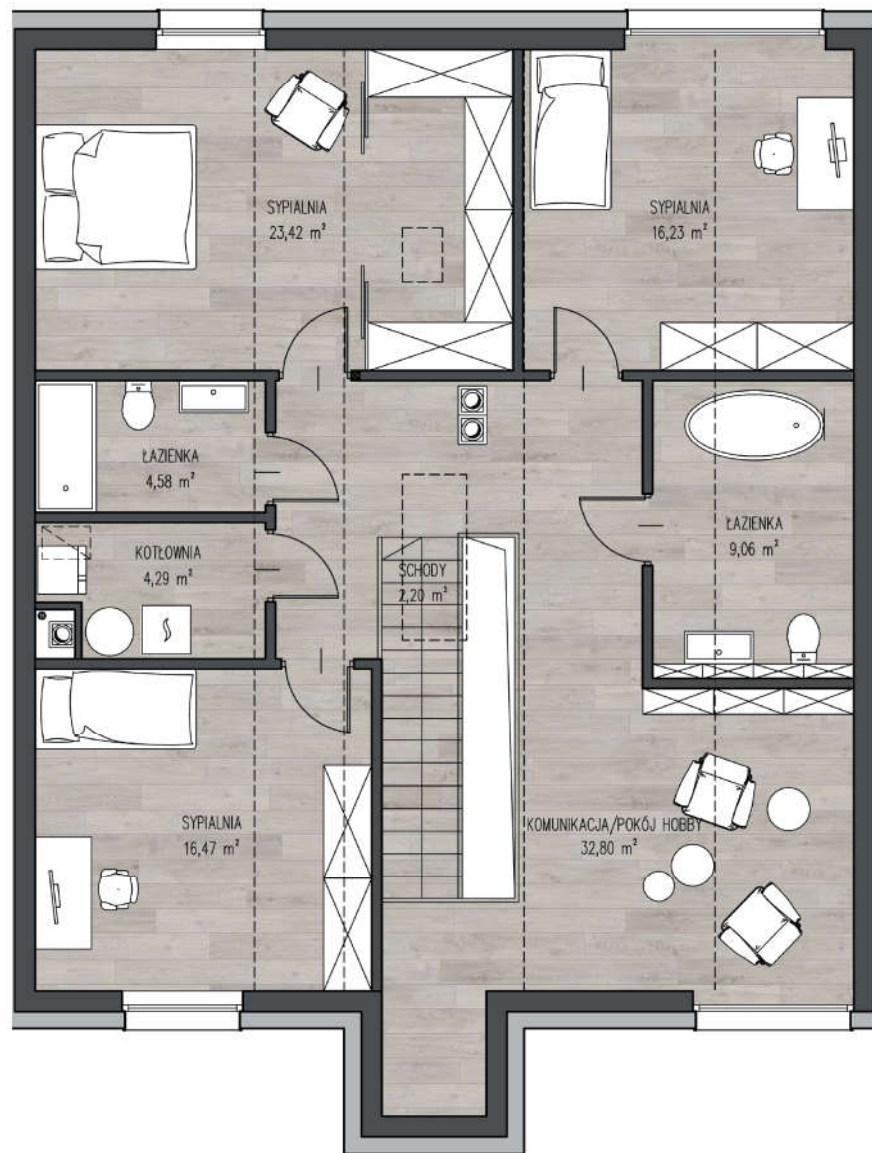 SYPIALNIA
23,42 m²
SYPIALNIA
16,23 m²
ŁAZIENKA
4,58 m²
KOTŁOWNIA
4,29 m²
SCHODY
2,20 m²
ŁAZIENKA
9,06 m²
SYPIALNIA
16,47 m²
KOMUNIKACJA/POKÓJ HOBBY
32,80 m²